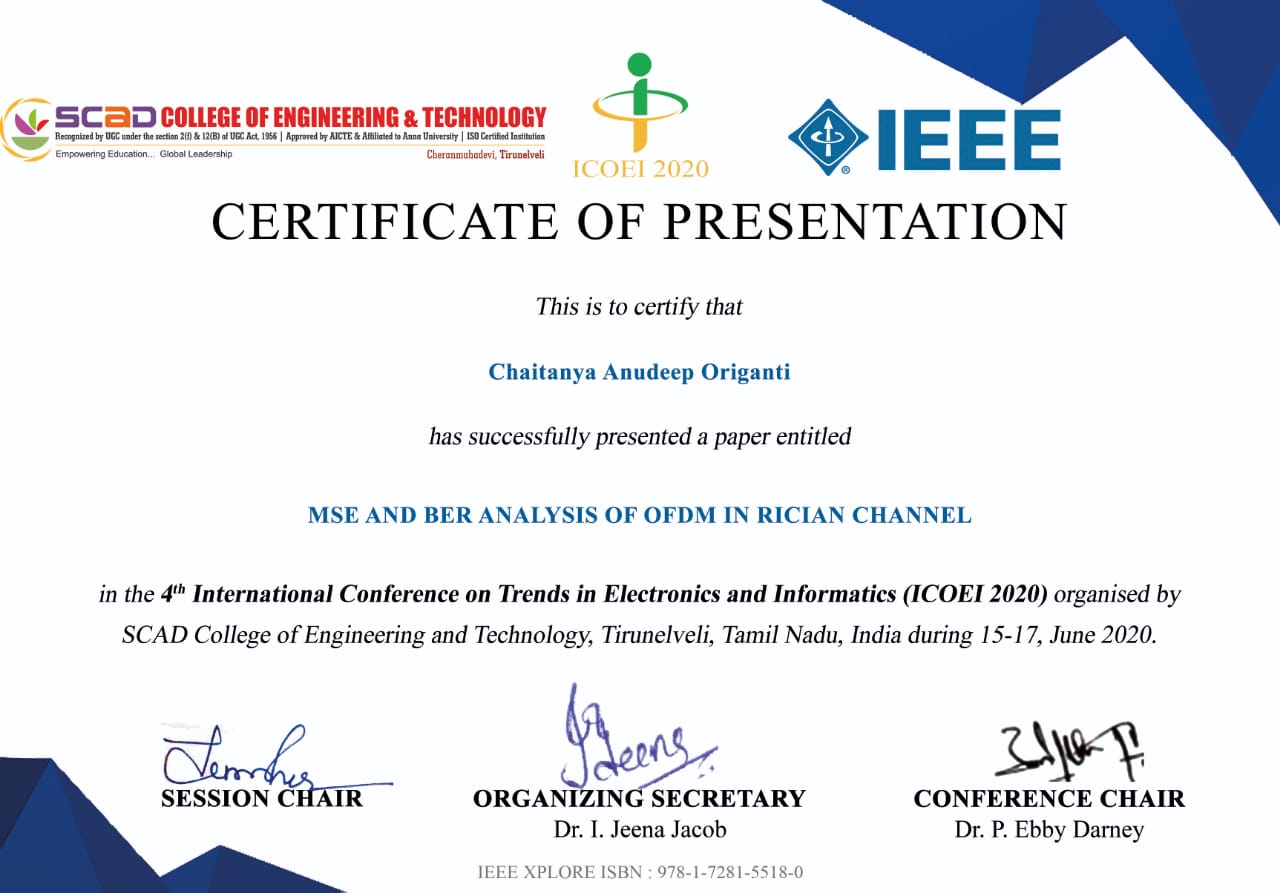 SCAD COLLEGE OF ENGINEERING & TECHNOLOGY
Recognized by UGC under the section 2(f) & 12(B) of UGC Act, 1956 | Approved by AICTE & Affiliated to Anna University | ISO Certified Institution
Empowering Education... Global Leadership
Cheranmahadevi, Tirunelveli
ICOEI 2020
IEEE
CERTIFICATE OF PRESENTATION
This is to certify that
Chaitanya Anudeep Origanti
has successfully presented a paper entitled
MSE AND BER ANALYSIS OF OFDM IN RICIAN CHANNEL
in the 4th International Conference on Trends in Electronics and Informatics (ICOEI 2020) organised by
SCAD College of Engineering and Technology, Tirunelveli, Tamil Nadu, India during 15-17, June 2020.
SESSION CHAIR
ORGANIZING SECRETARY
Dr. I. Jeena Jacob
CONFERENCE CHAIR
Dr. P. Ebby Darney
IEEE XPLORE ISBN : 978-1-7281-5518-0